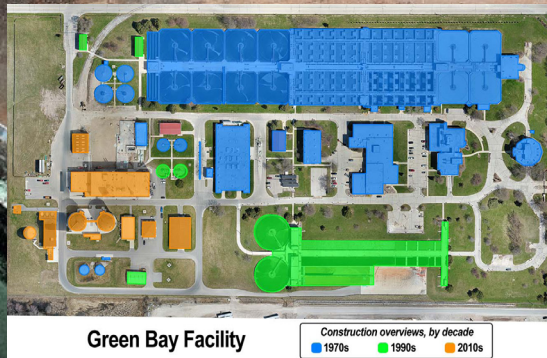 Green Bay Facility
Construction overviews, by decade
1970s 1990s 2010s